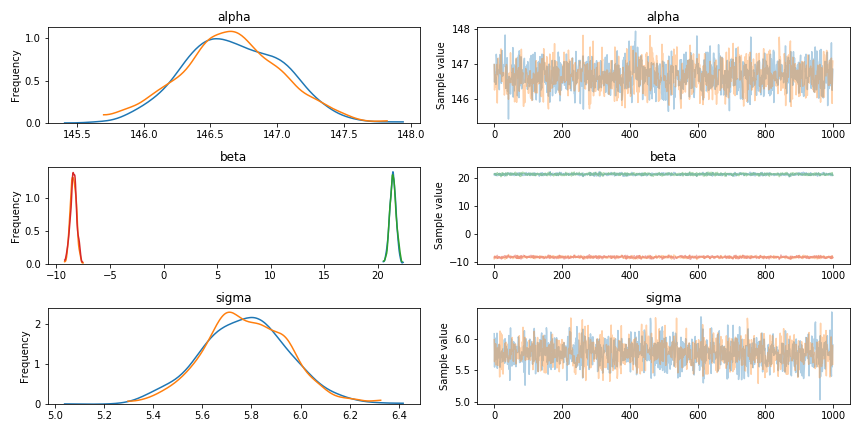 alpha
alpha
Frequency
1.0
0.5
0.0
145.5 146.0 146.5 147.0 147.5 148.0
Sample value
148
147
146
0 200 400 600 800 1000
beta
beta
Frequency
1.0
0.5
0.0
−10 −5 0 5 10 15 20
Sample value
20
10
0
−10
0 200 400 600 800 1000
sigma
sigma
Frequency
2
1
0
5.0 5.2 5.4 5.6 5.8 6.0 6.2 6.4
Sample value
6.0
5.5
5.0
0 200 400 600 800 1000